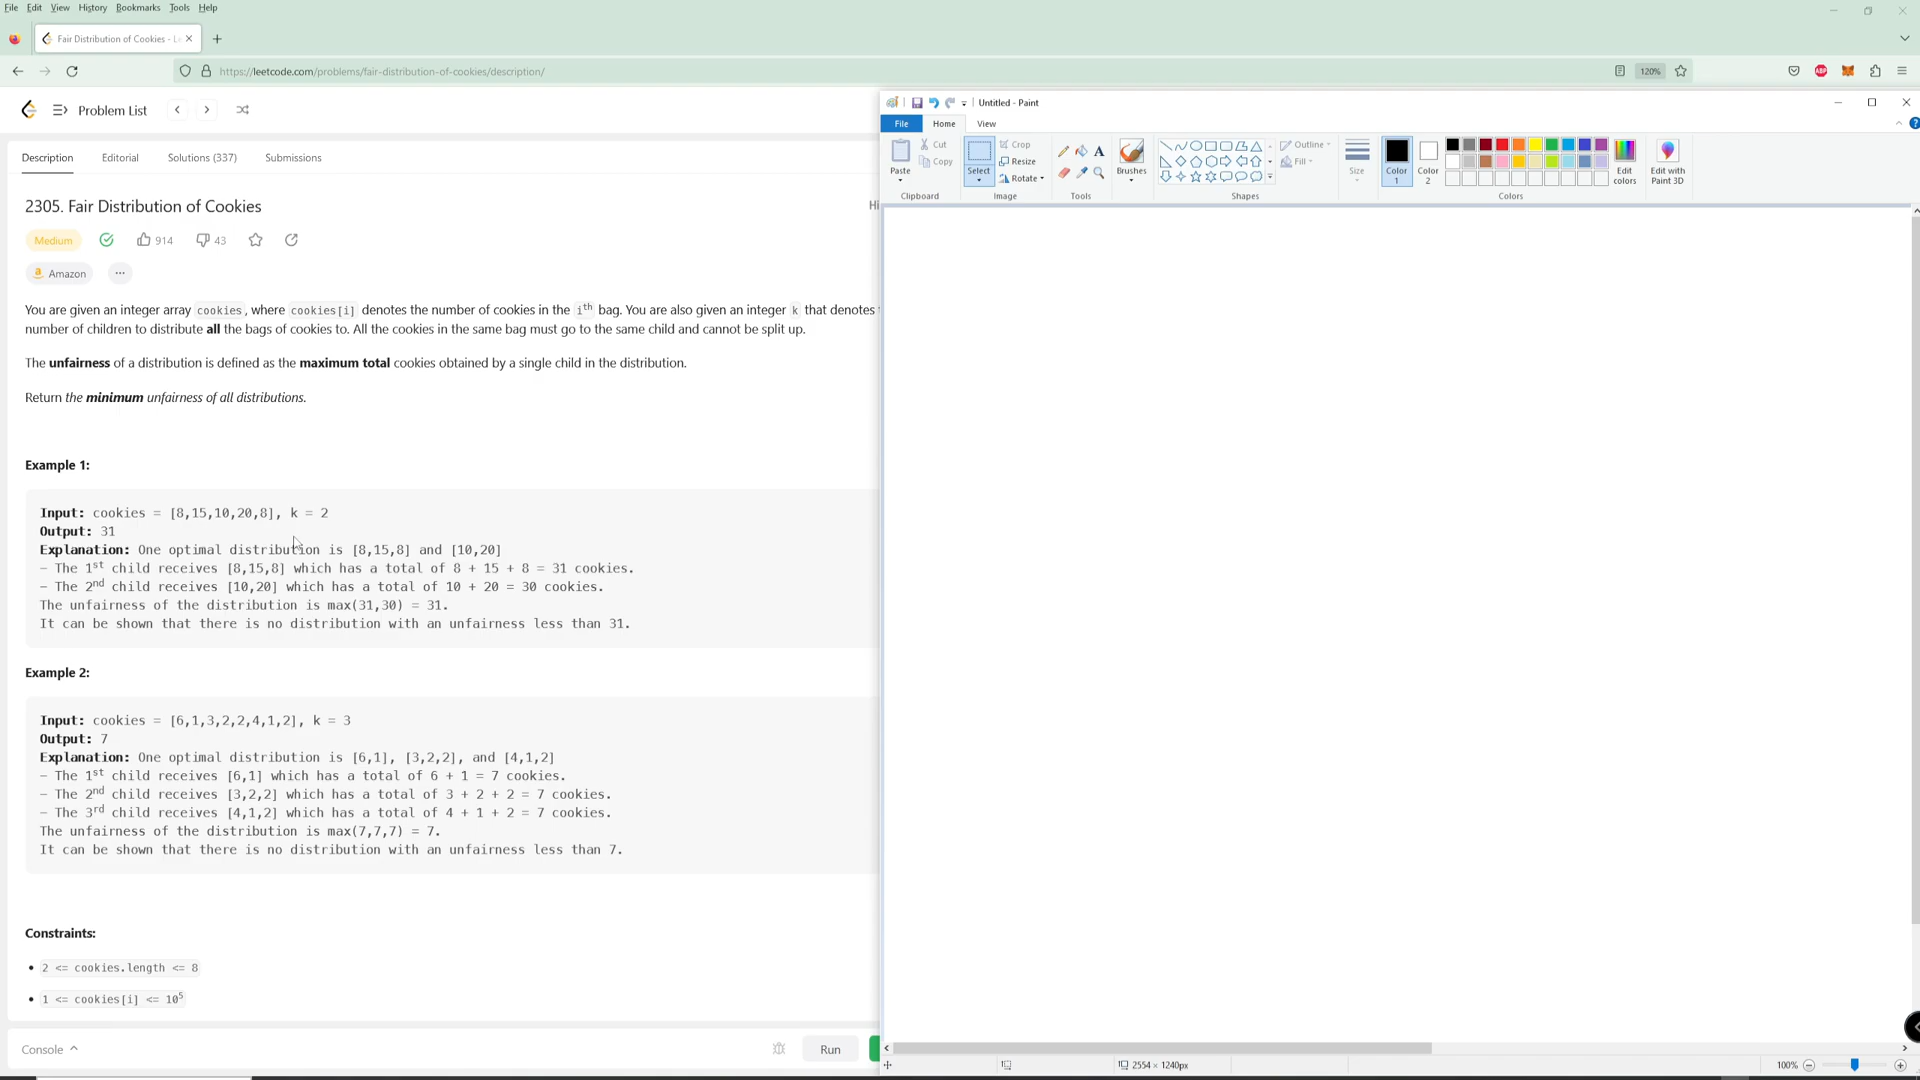 File Edit View History Bookmarks Tools Help
Fair Distribution of Cookies - Le
https://leetcode.com/problems/fair-distribution-of-cookies/description/
120%
ABP
Problem List
Description Editorial Solutions (337) Submissions
2305. Fair Distribution of Cookies
Hi
Medium 914 43
Amazon
You are given an integer array cookies, where cookies[i] denotes the number of cookies in the ith bag. You are also given an integer k that denotes
number of children to distribute all the bags of cookies to. All the cookies in the same bag must go to the same child and cannot be split up.
The unfairness of a distribution is defined as the maximum total cookies obtained by a single child in the distribution.
Return the minimum unfairness of all distributions.
Example 1:
Input: cookies = [8,15,10,20,8], k = 2
Output: 31
Explanation: One optimal distribution is [8,15,8] and [10,20]
- The 1st child receives [8,15,8] which has a total of 8 + 15 + 8 = 31 cookies.
- The 2nd child receives [10,20] which has a total of 10 + 20 = 30 cookies.
The unfairness of the distribution is max(31,30) = 31.
It can be shown that there is no distribution with an unfairness less than 31.
Example 2:
Input: cookies = [6,1,3,2,2,4,1,2], k = 3
Output: 7
Explanation: One optimal distribution is [6,1], [3,2,2], and [4,1,2]
- The 1st child receives [6,1] which has a total of 6 + 1 = 7 cookies.
- The 2nd child receives [3,2,2] which has a total of 3 + 2 + 2 = 7 cookies.
- The 3rd child receives [4,1,2] which has a total of 4 + 1 + 2 = 7 cookies.
The unfairness of the distribution is max(7,7,7) = 7.
It can be shown that there is no distribution with an unfairness less than 7.
Constraints:
• 2 <= cookies.length <= 8
• 1 <= cookies[i] <= 10^5
Console Run
Untitled - Paint
File Home View
Paste
Cut
Copy
Clipboard
Select
Crop
Resize
Rotate
Image
A
Tools
Brushes
Outline
Fill
Shapes
Size
Color 1
Color 2
Edit colors
Colors
Edit with Paint 3D
2554 × 1240px
100%